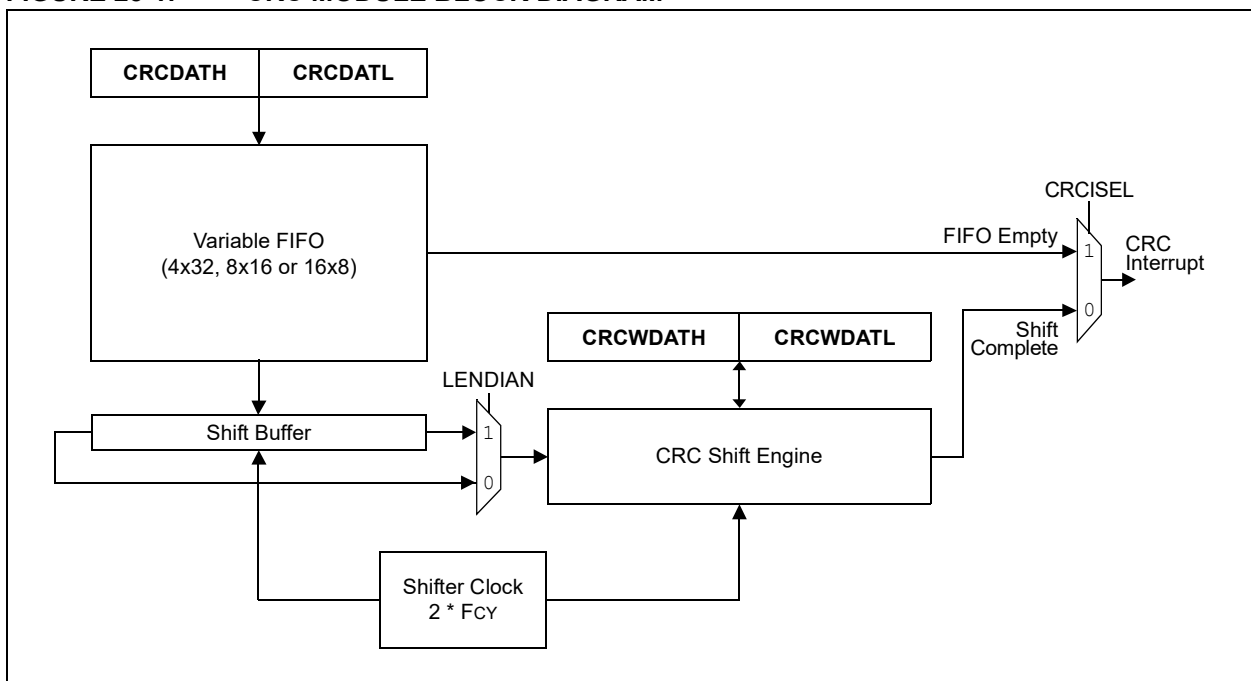 CRCDATH
CRCDATL
Variable FIFO
(4x32, 8x16 or 16x8)
CRCISEL
FIFO Empty
1
CRC
Interrupt
0
Shift
Complete
CRCWDATH
CRCWDATL
LENDIAN
Shift Buffer
1
0
CRC Shift Engine
Shifter Clock
2 * FCY